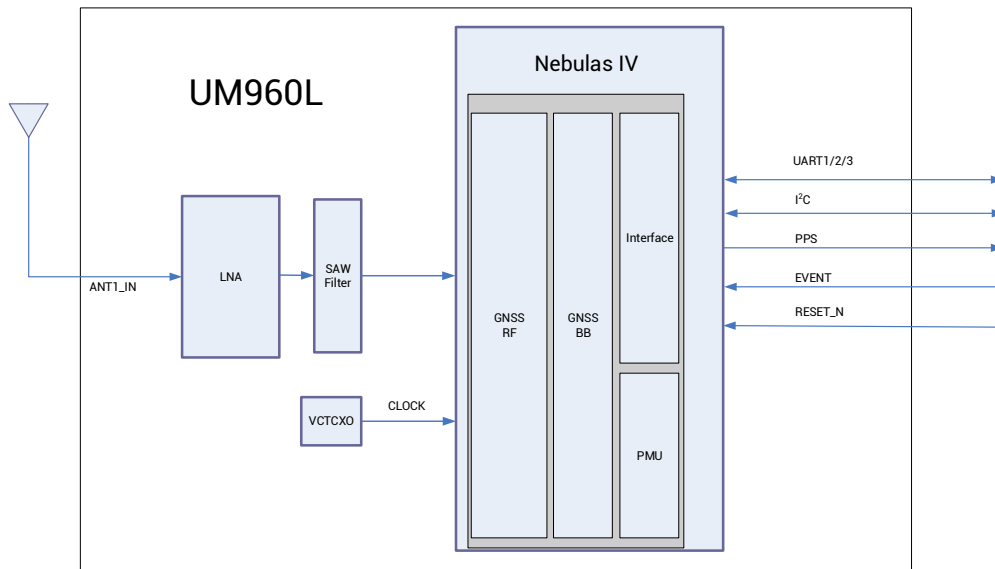 Nebulas IV
UM960L
UART1/2/3
I²C
PPS
EVENT
RESET_N
Interface
LNA
SAW
Filter
ANT1_IN
GNSS
RF
GNSS
BB
CLOCK
VCTCXO
PMU